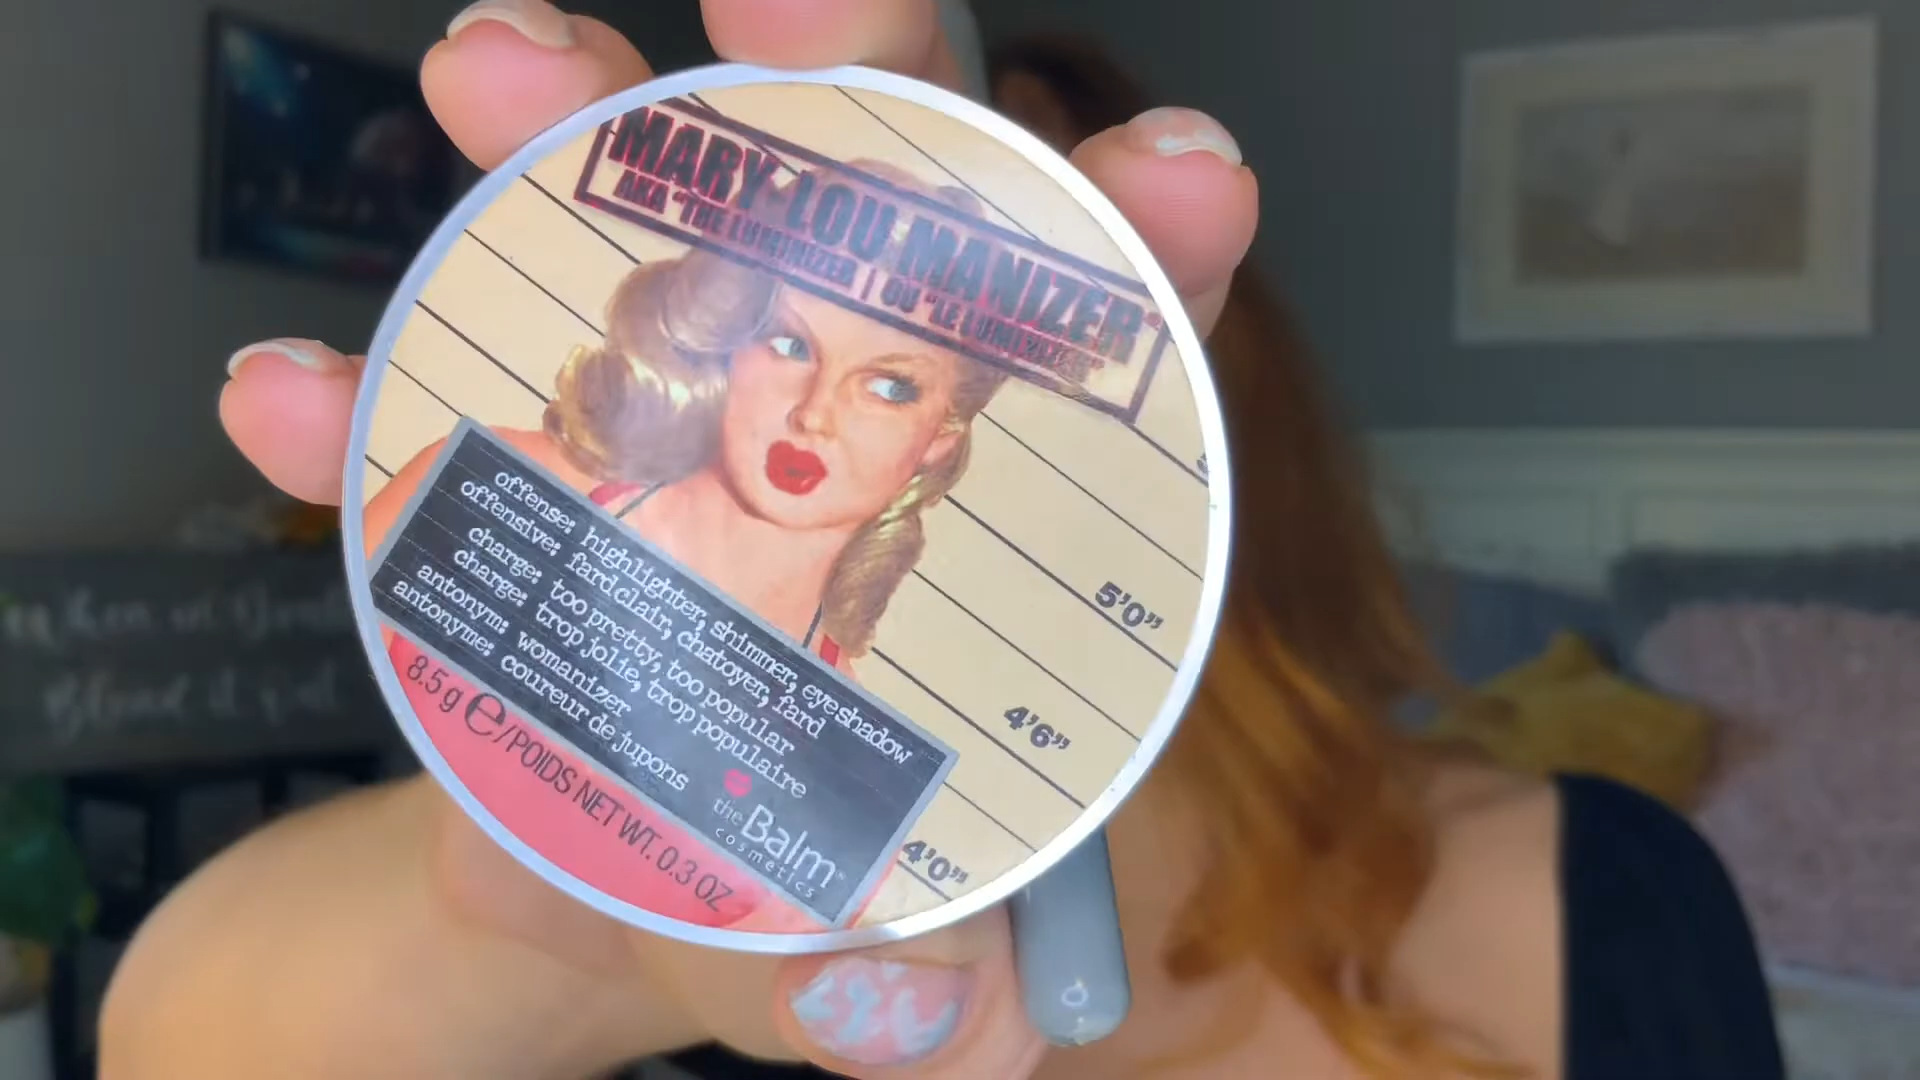 MARY-LOU MANIZER®
AKA "THE LUMINIZER | OU "LE LUMINIZER"
offense: highlighter, shimmer, eyeshadow
offensive: fard clair, chatoyer, fard
charge: too pretty, too popular
charge: trop jolie, trop populaire
antonym: womanizer
antonyme: coureur de jupons
theBalm
cosmetics
8.5 g ℮/POIDS NET WT. 0.3 OZ
5'0"
4'6"
4'0"